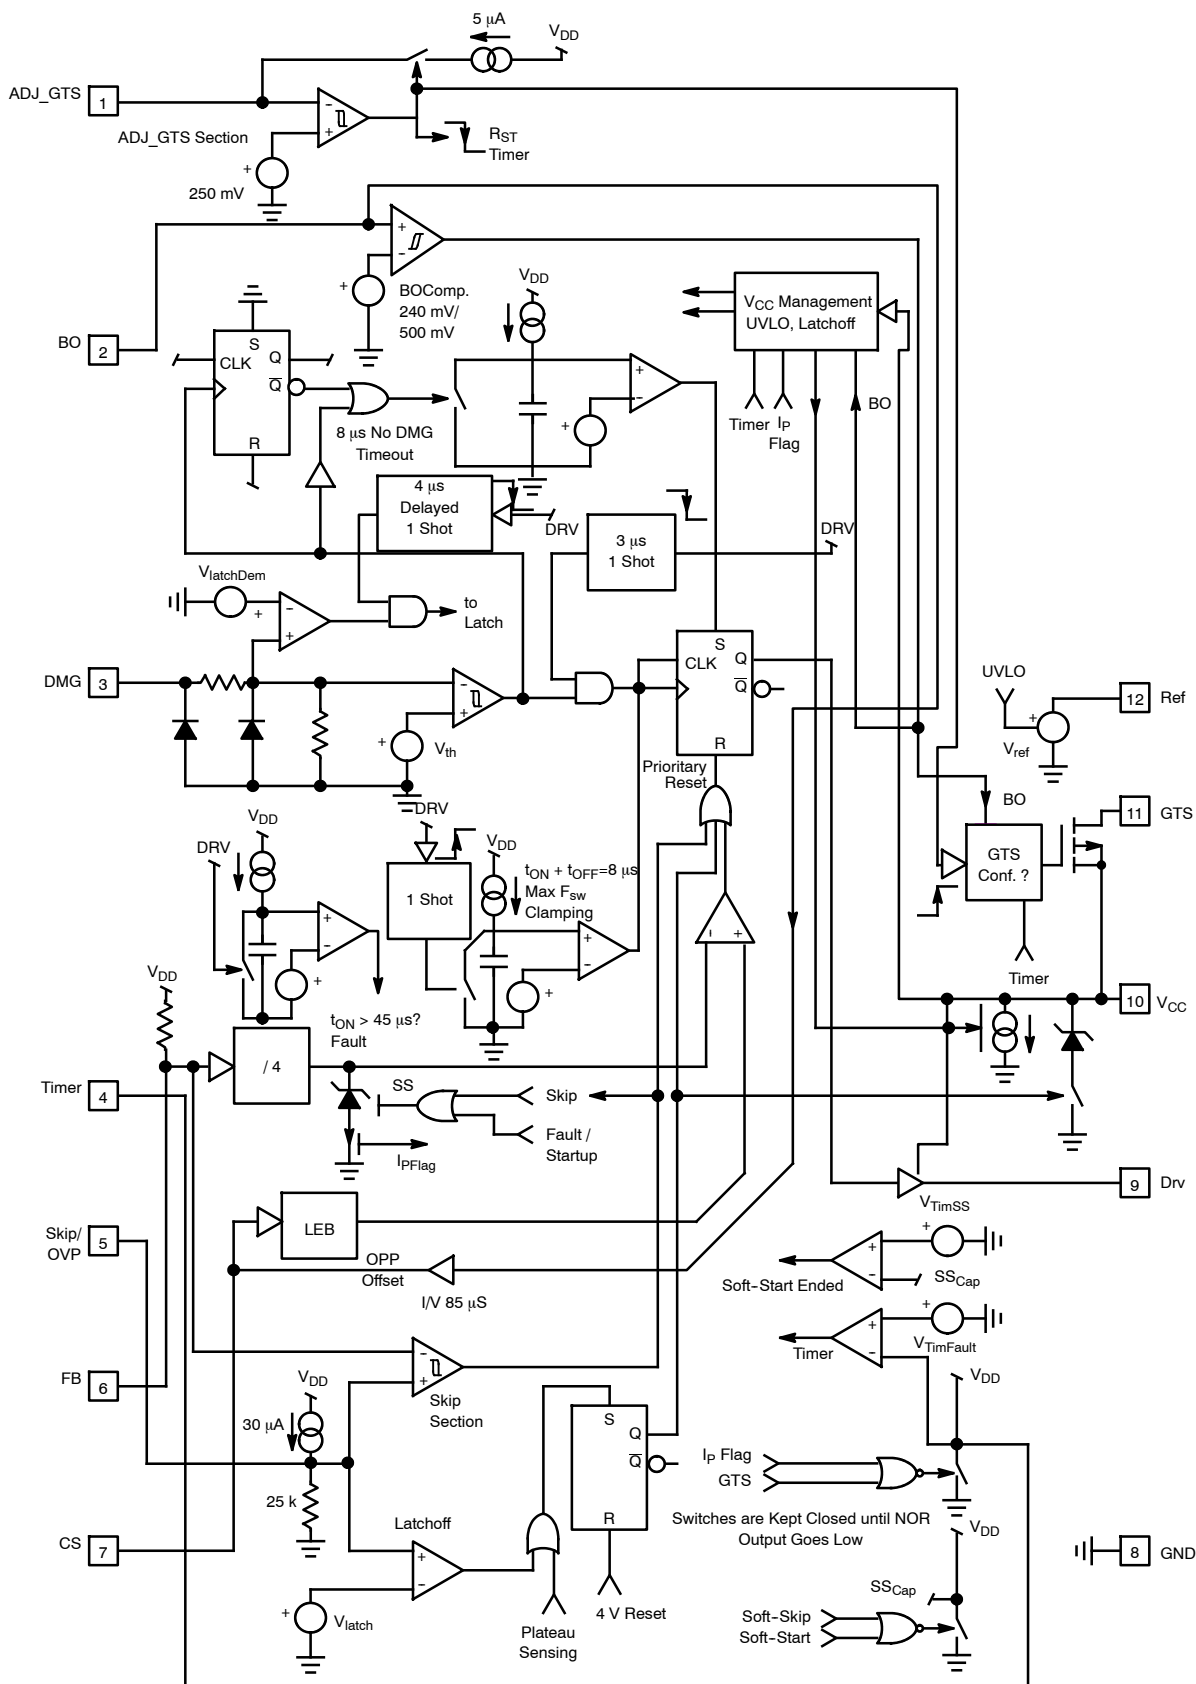 5 µA
VDD
ADJ_GTS
1
-
+
ADJ_GTS Section
RST
Timer
+
250 mV
+
-
+
BOComp.
240 mV/
500 mV
VDD
VCC Management
UVLO, Latchoff
BO
2
S
CLK
Q
Q
R
+
-
+
8 µs No DMG
Timeout
Timer
IP
Flag
BO
4 µs
Delayed
1 Shot
DRV
3 µs
1 Shot
DRV
VlatchDem
+
-
+
to
Latch
S
CLK
Q
Q
R
DMG
3
-
+
+
Vth
UVLO
+
Vref
12
Ref
Prioritary
Reset
BO
11
GTS
GTS
Conf. ?
Timer
VDD
DRV
+
-
+
DRV
1 Shot
VDD
tON + tOFF=8 µs
Max Fsw
Clamping
+
-
+
-
+
VDD
tON > 45 µs?
Fault
10
VCC
/ 4
Timer
4
SS
Skip
Fault /
Startup
IPFlag
9
Drv
VTimSS
Skip/
OVP
5
LEB
OPP
Offset
I/V 85 µS
+
-
+
SSCap
Soft-Start Ended
+
-
+
VTimFault
Timer
FB
6
-
+
Skip
Section
VDD
30 µA
25 k
VDD
S
Q
Q
R
IP Flag
GTS
Switches are Kept Closed until NOR
Output Goes Low
VDD
CS
7
Latchoff
+
-
+
Vlatch
8
GND
4 V Reset
Plateau
Sensing
SSCap
Soft-Skip
Soft-Start